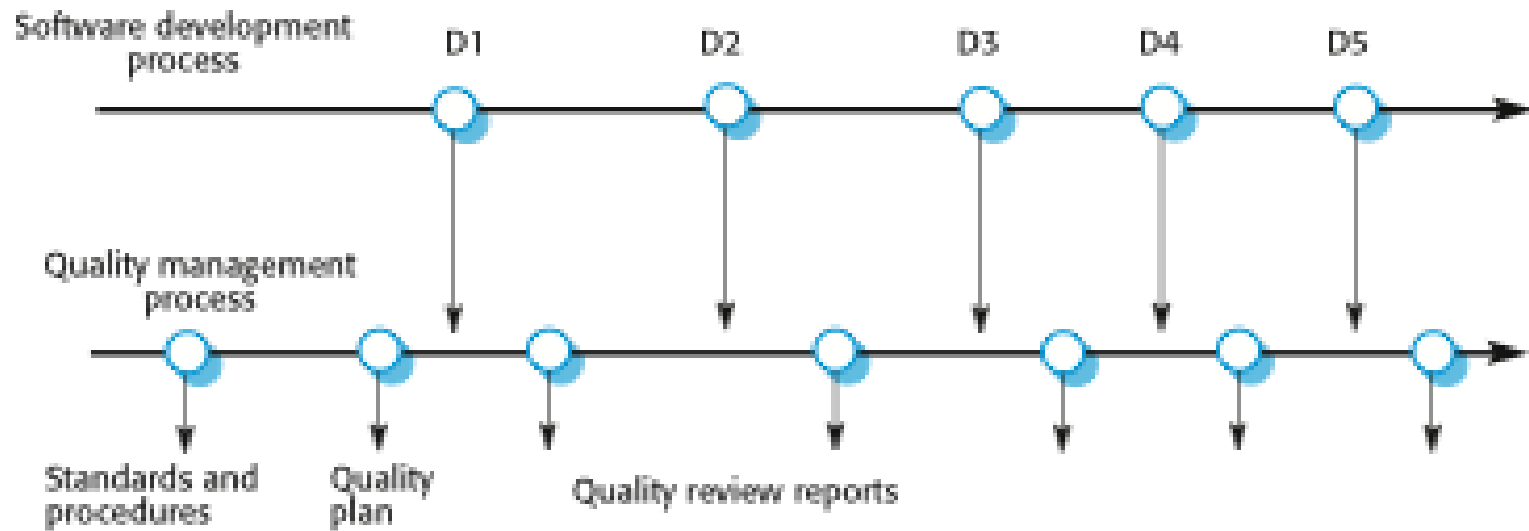 Software development
process
D1
D2
D3
D4
D5
Quality management
process
Standards and
procedures
Quality
plan
Quality review reports